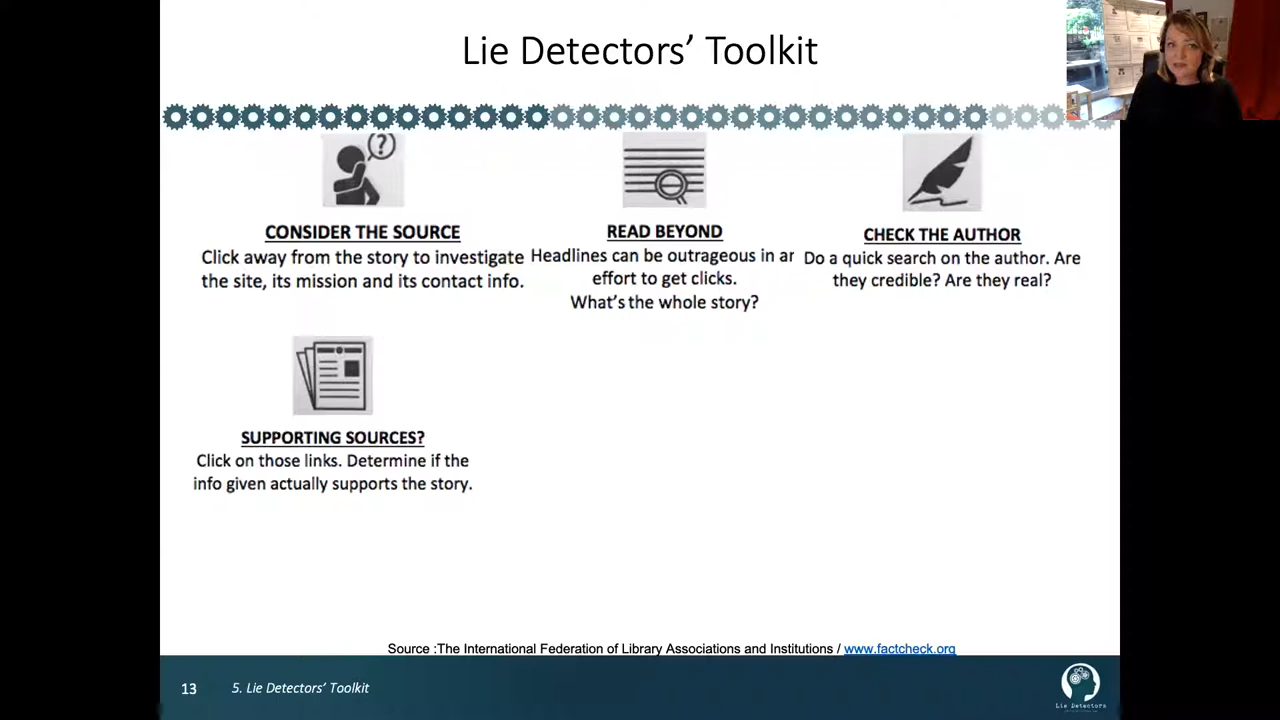 Lie Detectors’ Toolkit
?
CONSIDER THE SOURCE
Click away from the story to investigate
the site, its mission and its contact info.
READ BEYOND
Headlines can be outrageous in ar
effort to get clicks.
What’s the whole story?
CHECK THE AUTHOR
Do a quick search on the author. Are
they credible? Are they real?
SUPPORTING SOURCES?
Click on those links. Determine if the
info given actually supports the story.
Source :The International Federation of Library Associations and Institutions / www.factcheck.org
13
5. Lie Detectors’ Toolkit
Lie Detectors